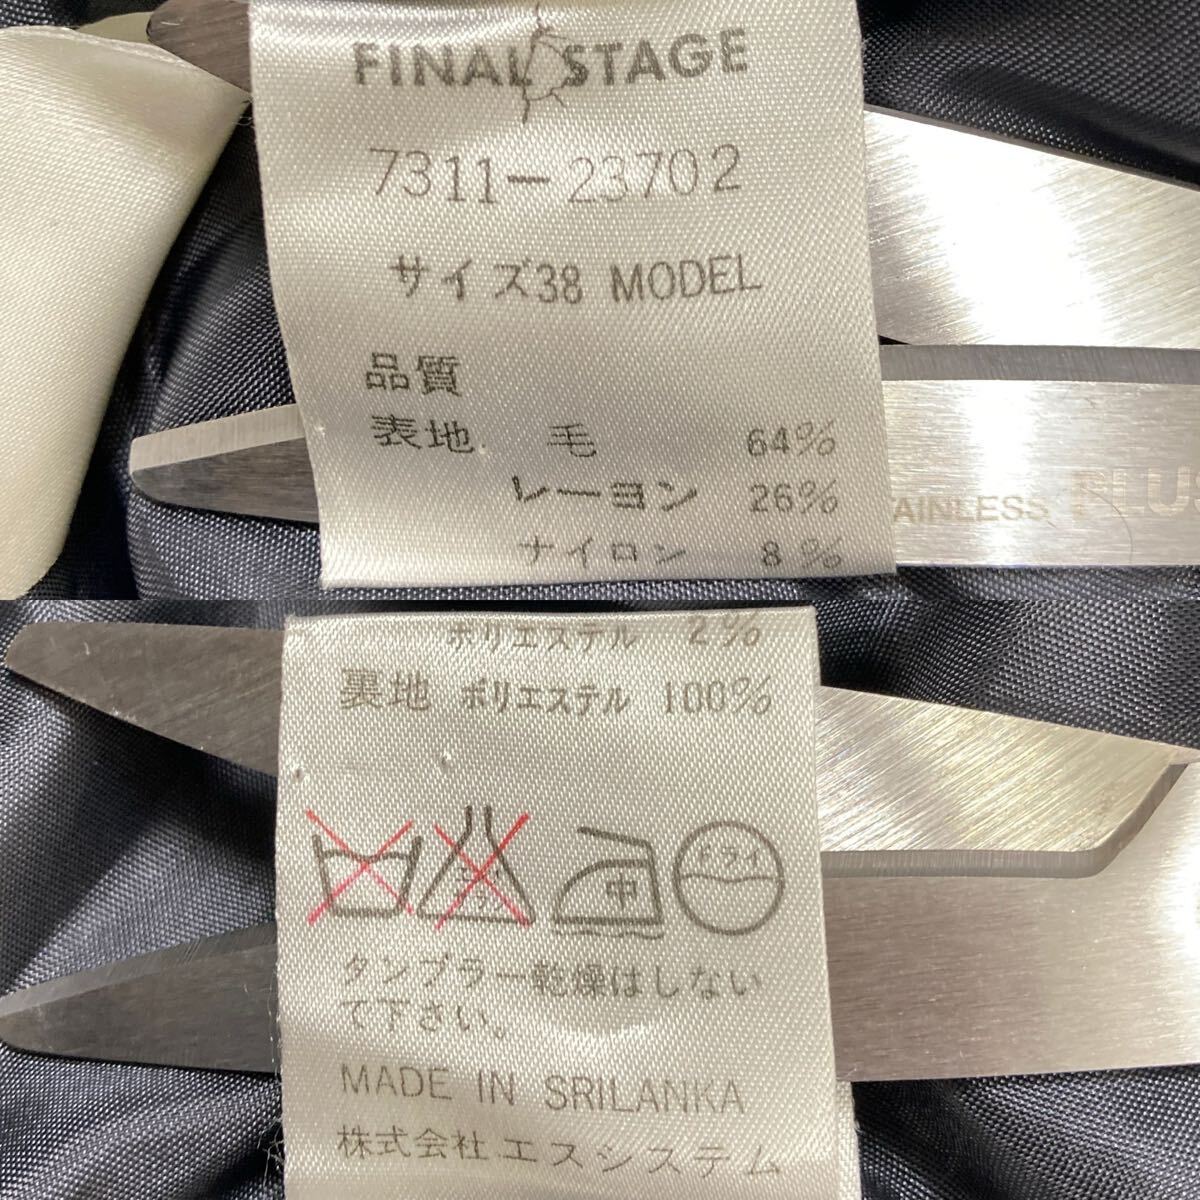 FINAL STAGE
7311-23702
サイズ38 MODEL
品質
表地 毛 64%
レーヨン 26%
ナイロン 8%
AINLESS PLUS
ポリエステル 2%
裏地 ポリエステル 100%
中 ドライ
タンブラー乾燥はしない
で下さい。
MADE IN SRILANKA
株式会社エスシステム